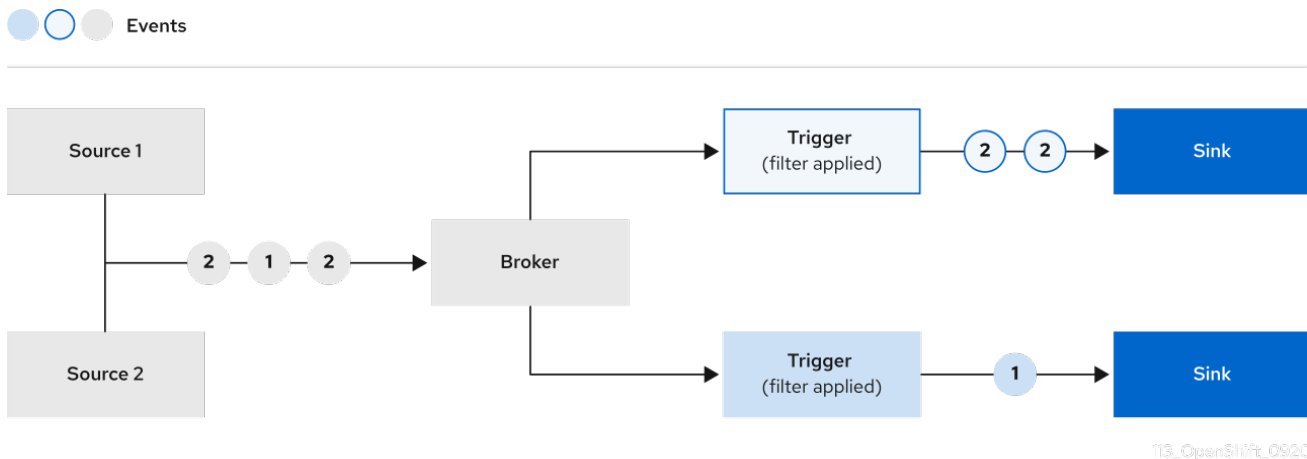 Events
Source 1
Trigger
(filter applied)
2
2
Sink
2
1
2
Broker
Source 2
Trigger
(filter applied)
1
Sink
113_OpenShift_0920